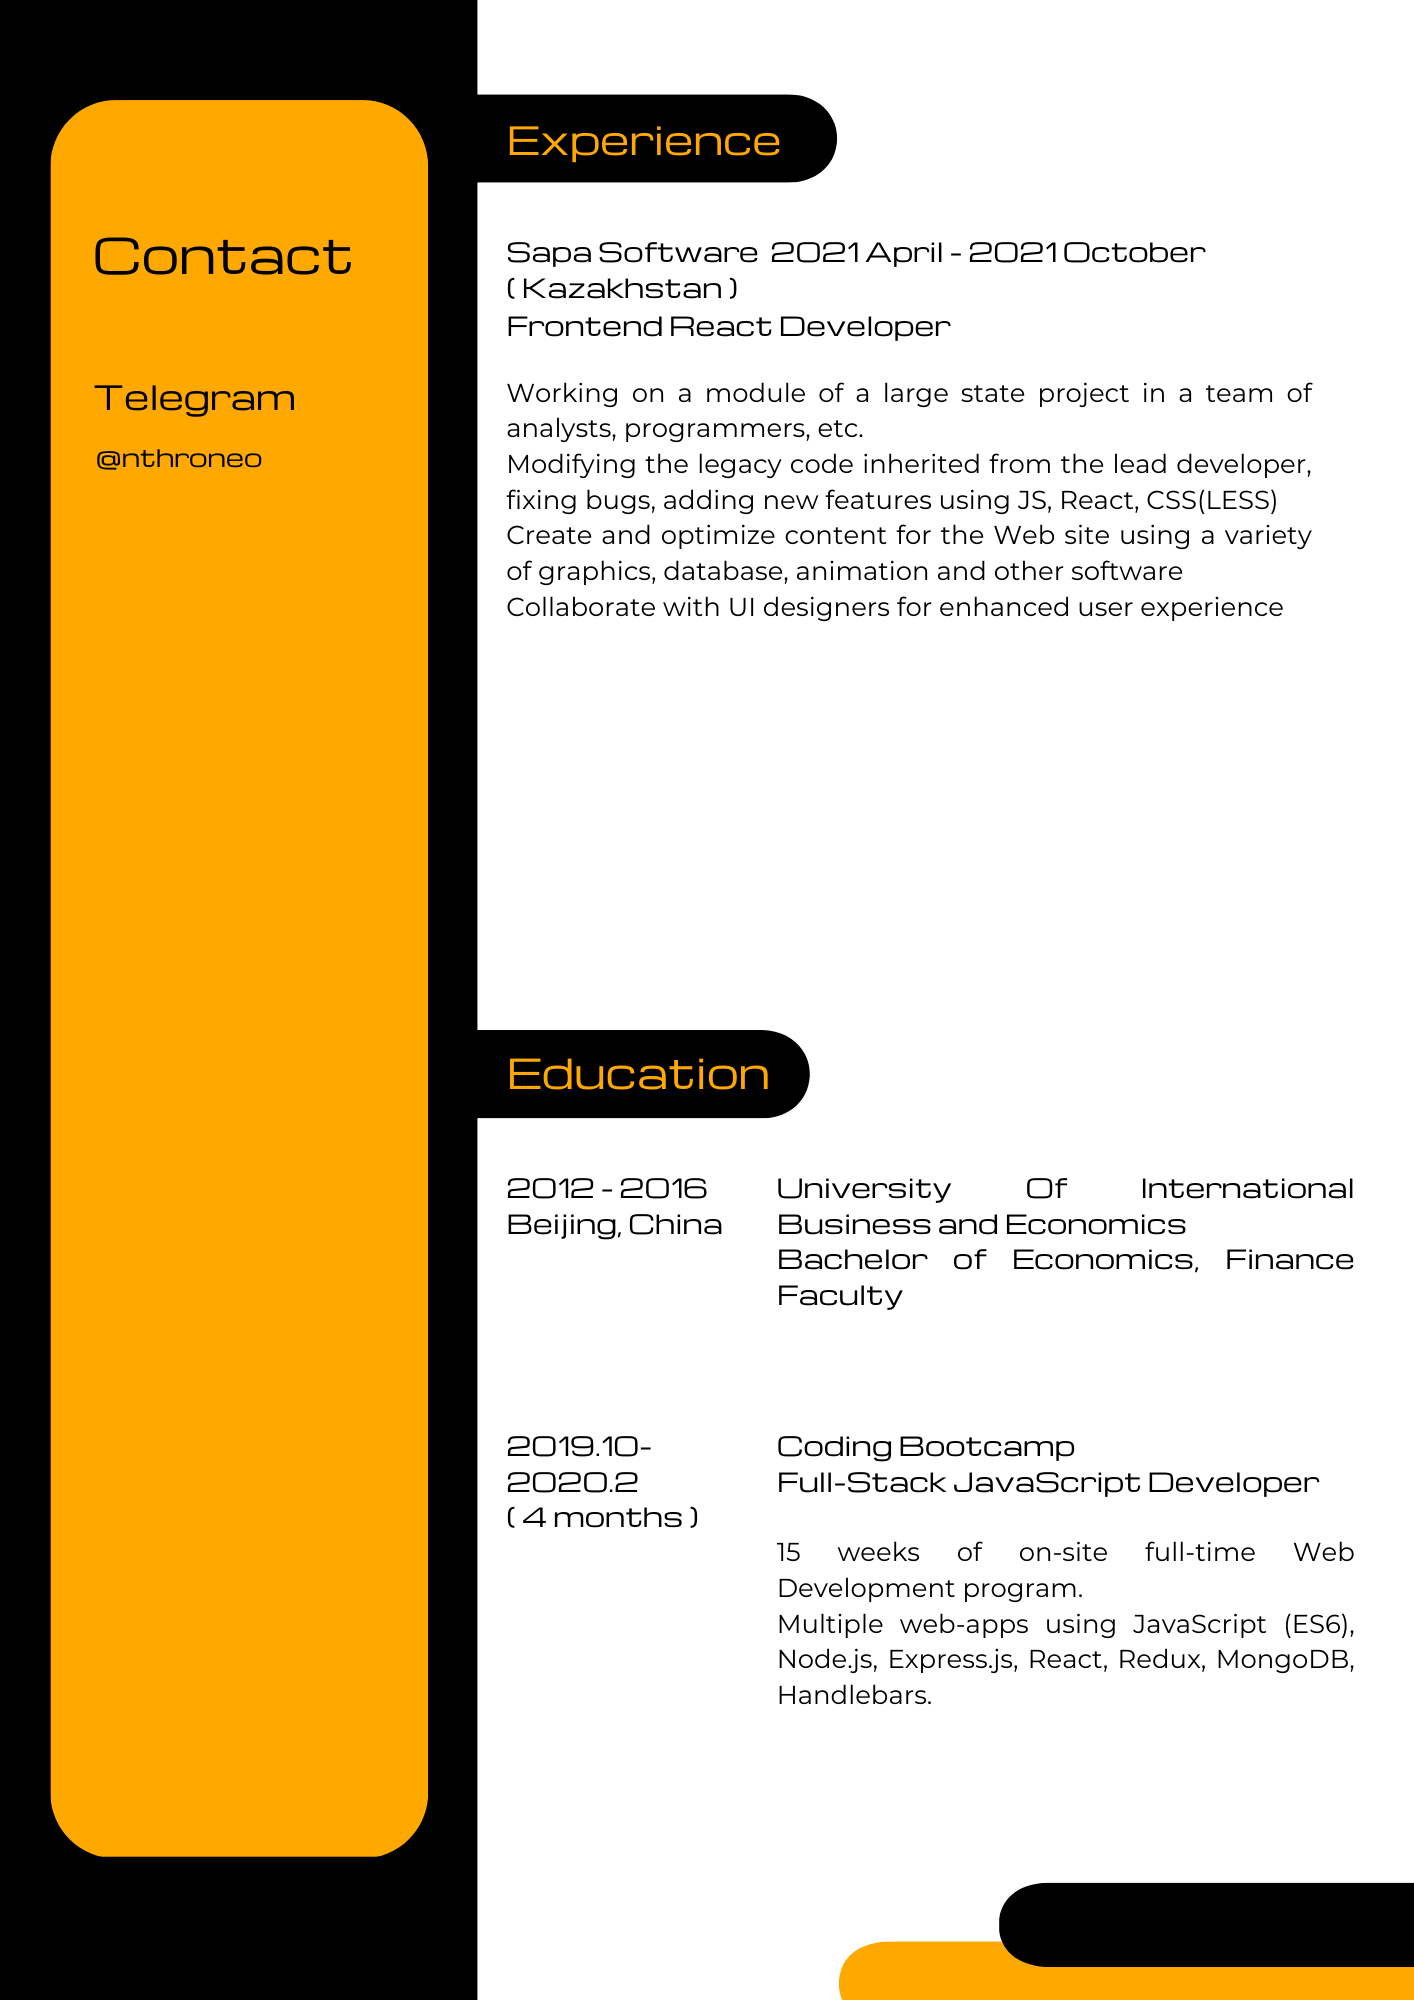 Contact
Telegram
@nthroneo
Experience
Sapa Software 2021 April - 2021 October
( Kazakhstan )
Frontend React Developer
Working on a module of a large state project in a team of
analysts, programmers, etc.
Modifying the legacy code inherited from the lead developer,
fixing bugs, adding new features using JS, React, CSS(LESS)
Create and optimize content for the Web site using a variety
of graphics, database, animation and other software
Collaborate with UI designers for enhanced user experience
Education
2012 - 2016
Beijing, China
University Of International
Business and Economics
Bachelor of Economics, Finance
Faculty
2019.10-
2020.2
( 4 months )
Coding Bootcamp
Full-Stack JavaScript Developer
15 weeks of on-site full-time Web
Development program.
Multiple web-apps using JavaScript (ES6),
Node.js, Express.js, React, Redux, MongoDB,
Handlebars.